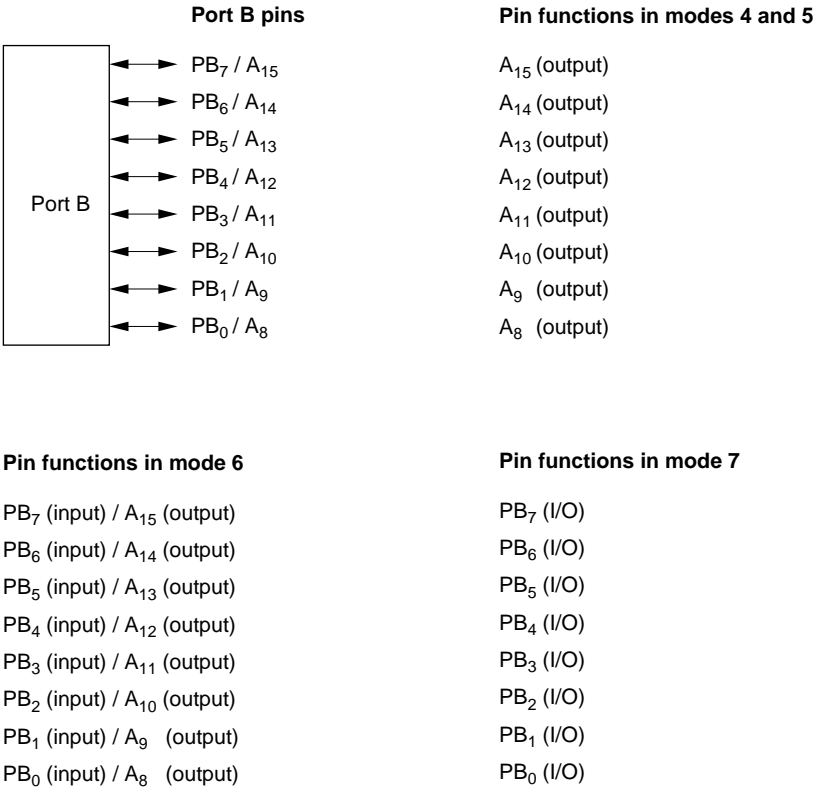 Port B pins
Pin functions in modes 4 and 5
Port B
PB₇ / A₁₅
A₁₅ (output)
PB₆ / A₁₄
A₁₄ (output)
PB₅ / A₁₃
A₁₃ (output)
PB₄ / A₁₂
A₁₂ (output)
PB₃ / A₁₁
A₁₁ (output)
PB₂ / A₁₀
A₁₀ (output)
PB₁ / A₉
A₉ (output)
PB₀ / A₈
A₈ (output)
Pin functions in mode 6
PB₇ (input) / A₁₅ (output)
PB₆ (input) / A₁₄ (output)
PB₅ (input) / A₁₃ (output)
PB₄ (input) / A₁₂ (output)
PB₃ (input) / A₁₁ (output)
PB₂ (input) / A₁₀ (output)
PB₁ (input) / A₉ (output)
PB₀ (input) / A₈ (output)
Pin functions in mode 7
PB₇ (I/O)
PB₆ (I/O)
PB₅ (I/O)
PB₄ (I/O)
PB₃ (I/O)
PB₂ (I/O)
PB₁ (I/O)
PB₀ (I/O)